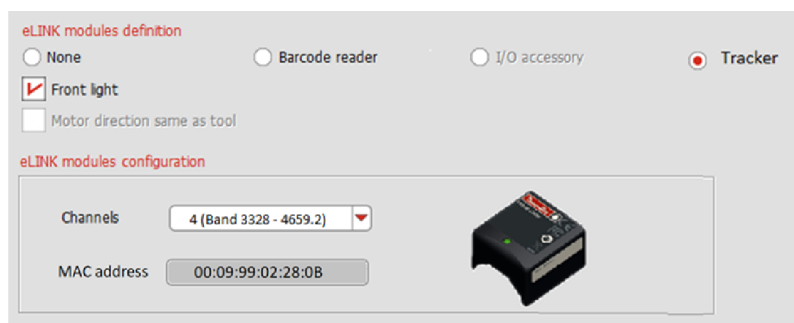 eLINK modules definition
None Barcode reader I/O accessory Tracker
Front light
Motor direction same as tool
eLINK modules configuration
Channels 4 (Band 3328 - 4659.2)
MAC address 00:09:99:02:28:0B